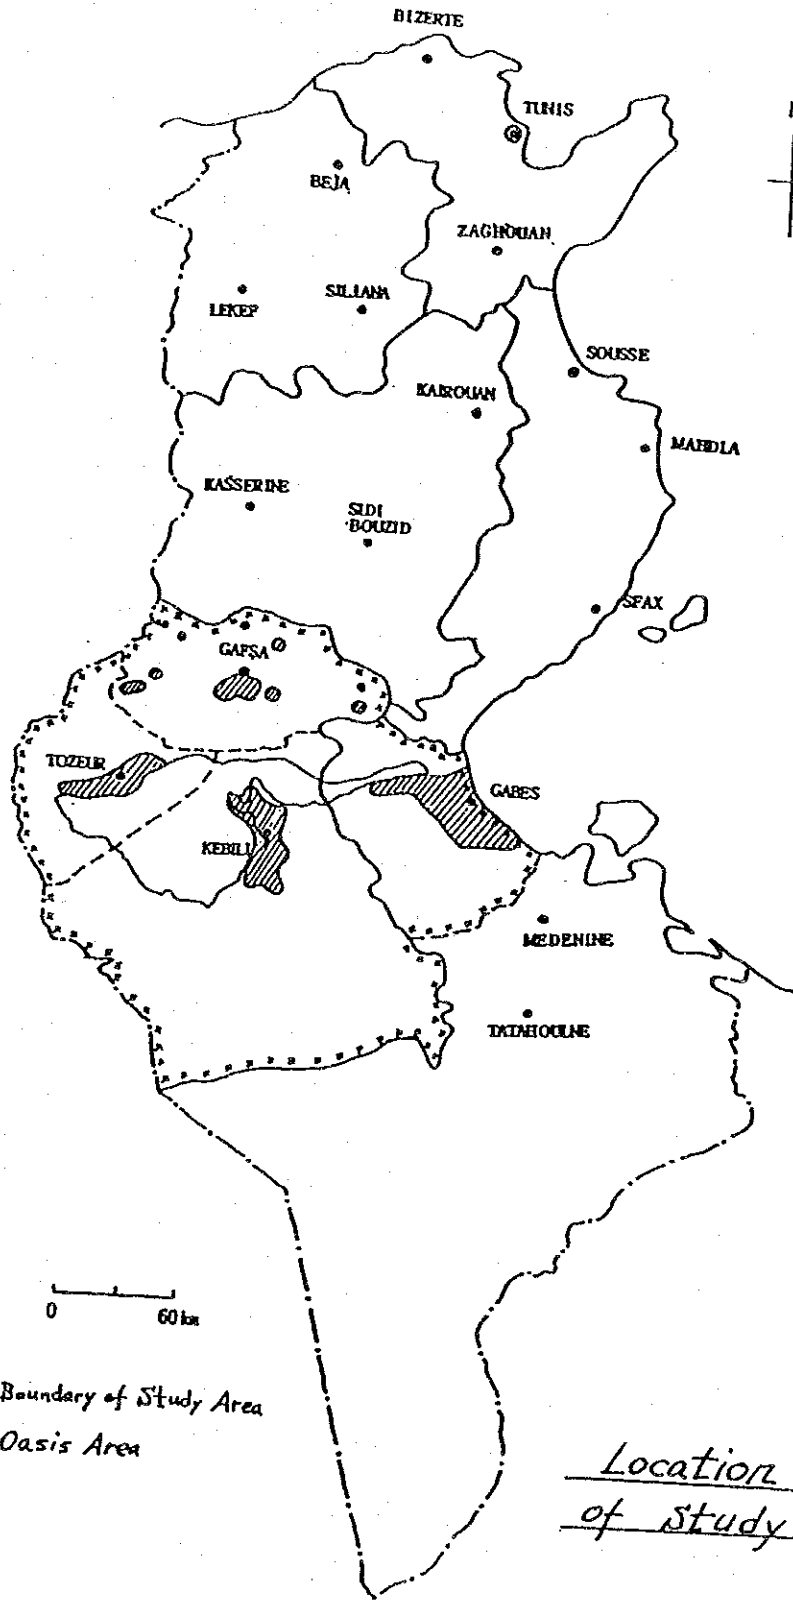 BIZERTE
TUNIS
BEJA
ZAGHOUAN
LEKEF
SILIANA
SOUSSE
KAIROUAN
MAHDLA
KASSERINE
SIDI
BOUZID
SFAX
GAFSA
TOZEUR
GABES
KEBILI
MEDENINE
TATAHOUINE
0 60 km
Boundary of Study Area
Oasis Area
Location
of Study